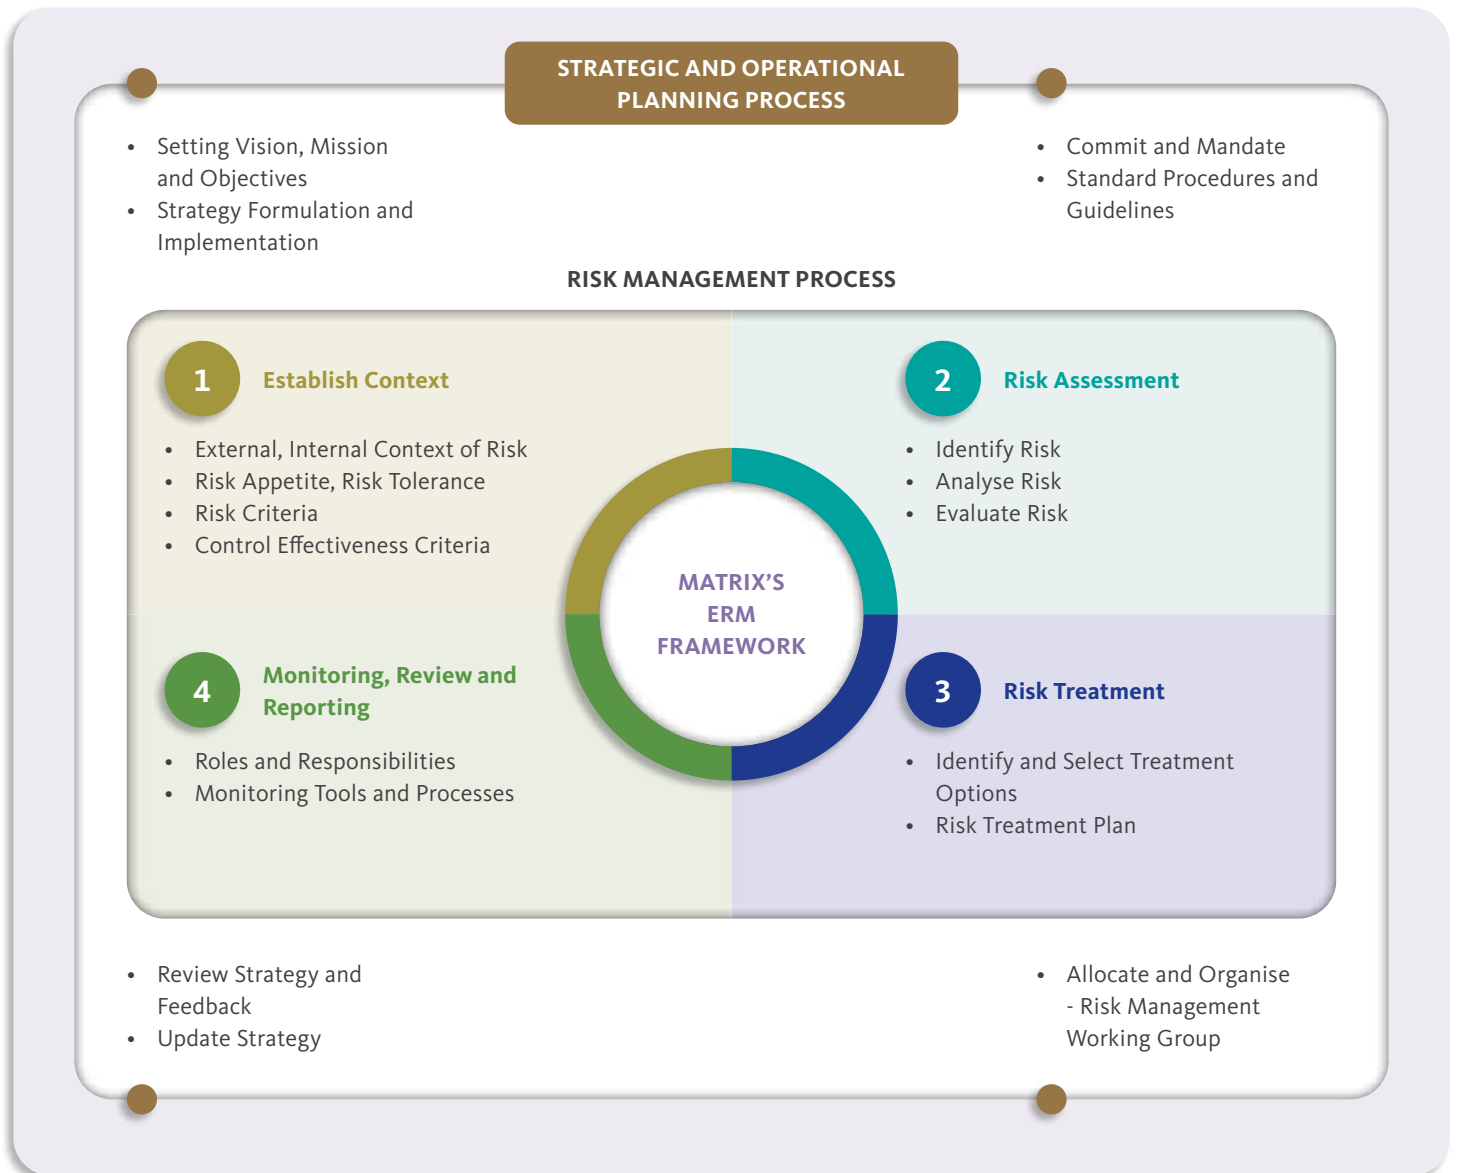 STRATEGIC AND OPERATIONAL
PLANNING PROCESS
• Setting Vision, Mission
and Objectives
• Strategy Formulation and
Implementation
• Commit and Mandate
• Standard Procedures and
Guidelines
RISK MANAGEMENT PROCESS
1 Establish Context
• External, Internal Context of Risk
• Risk Appetite, Risk Tolerance
• Risk Criteria
• Control Effectiveness Criteria
2 Risk Assessment
• Identify Risk
• Analyse Risk
• Evaluate Risk
MATRIX'S
ERM
FRAMEWORK
3 Risk Treatment
• Identify and Select Treatment
Options
• Risk Treatment Plan
4 Monitoring, Review and
Reporting
• Roles and Responsibilities
• Monitoring Tools and Processes
• Review Strategy and
Feedback
• Update Strategy
• Allocate and Organise
- Risk Management
Working Group